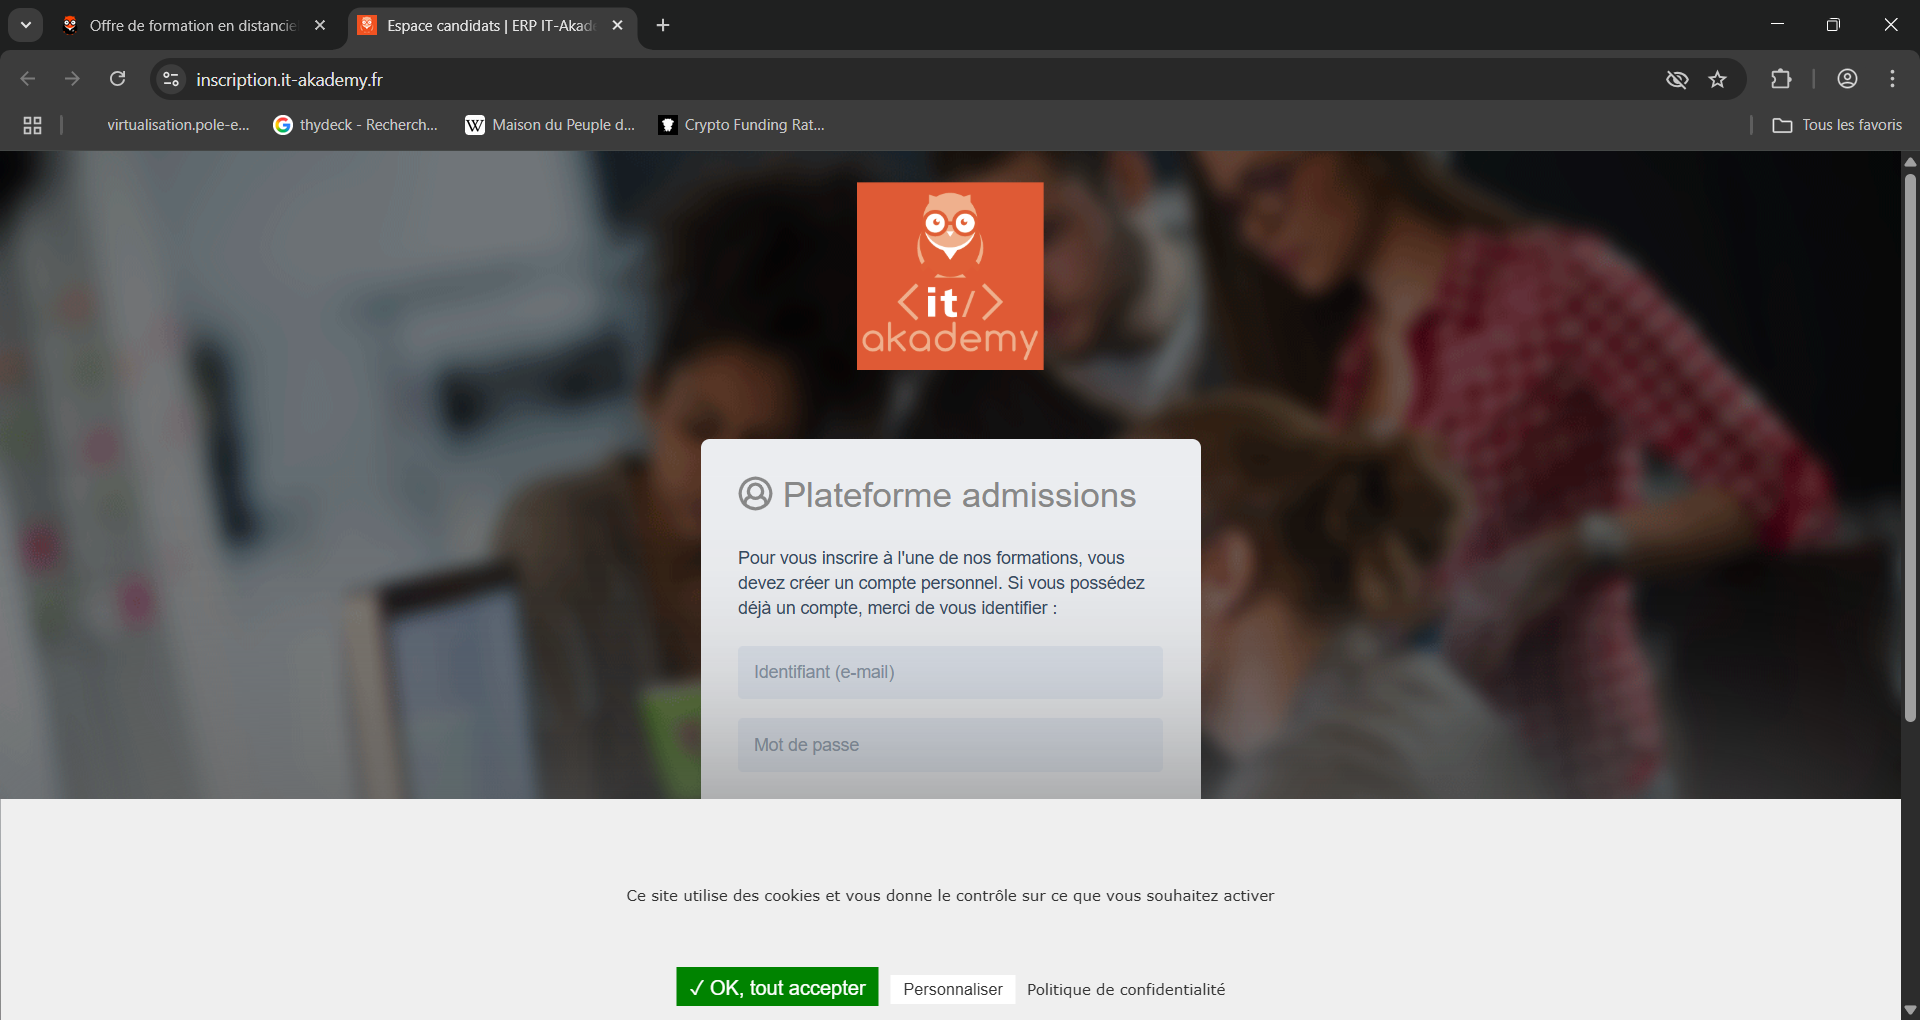 Offre de formation en distancie
Espace candidats | ERP IT-Akade
inscription.it-akademy.fr
virtualisation.pole-e...
thydeck - Recherch...
Maison du Peuple d...
Crypto Funding Rat...
Tous les favoris
<it/>
akademy
Plateforme admissions
Pour vous inscrire à l'une de nos formations, vous
devez créer un compte personnel. Si vous possédez
déjà un compte, merci de vous identifier :
Identifiant (e-mail)
Mot de passe
Ce site utilise des cookies et vous donne le contrôle sur ce que vous souhaitez activer
✓ OK, tout accepter
Personnaliser
Politique de confidentialité